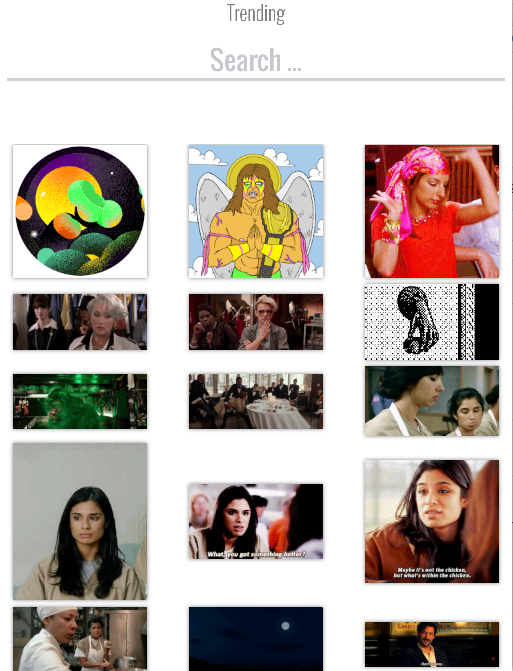 Trending
Search ...
What, you got something better?
Maybe it's not the chicken,
but what's within the chicken.